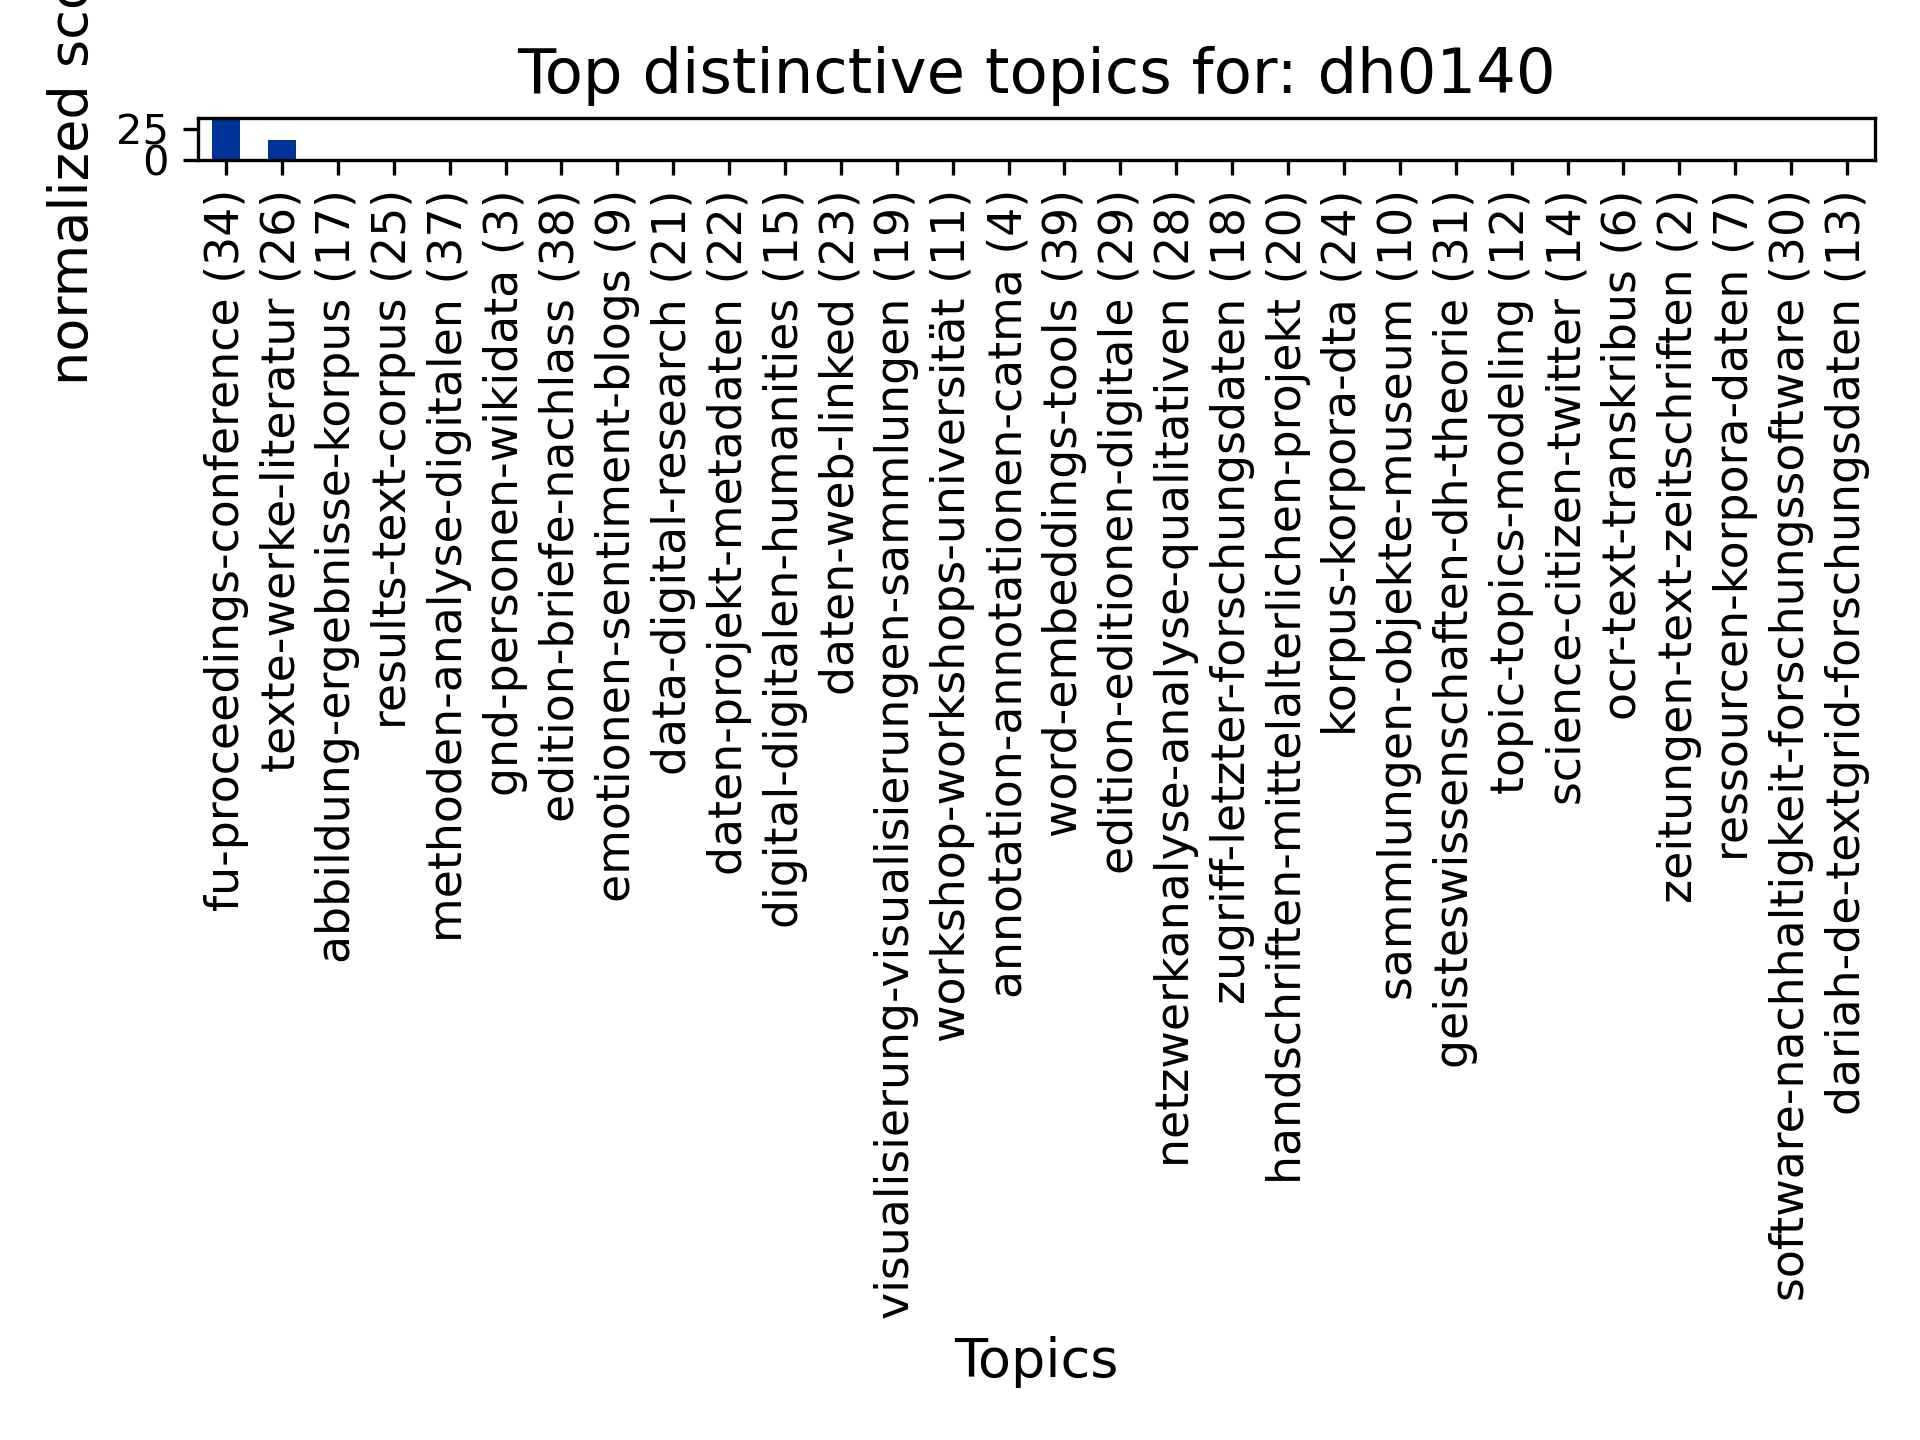 Top distinctive topics for: dh0140
normalized
25
0
fu-proceedings-conference (34)
texte-werke-literatur (26)
abbildung-ergebnisse-korpus (17)
results-text-corpus (25)
methoden-analyse-digitalen (37)
gnd-personen-wikidata (3)
edition-briefe-nachlass (38)
emotionen-sentiment-blogs (9)
data-digital-research (21)
daten-projekt-metadaten (22)
digital-digitalen-humanities (15)
daten-web-linked (23)
visualisierung-visualisierungen-sammlungen (19)
workshop-workshops-universität (11)
annotation-annotationen-catma (4)
word-embeddings-tools (39)
edition-editionen-digitale (29)
netzwerkanalyse-analyse-qualitativen (28)
zugriff-letzter-forschungsdaten (18)
handschriften-mittelalterlichen-projekt (20)
korpus-korpora-dta (24)
sammlungen-objekte-museum (10)
geisteswissenschaften-dh-theorie (31)
topic-topics-modeling (12)
science-citizen-twitter (14)
ocr-text-transkribus (6)
zeitungen-text-zeitschriften (2)
ressourcen-korpora-daten (7)
software-nachhaltigkeit-forschungssoftware (30)
dariah-de-textgrid-forschungsdaten (13)
Topics